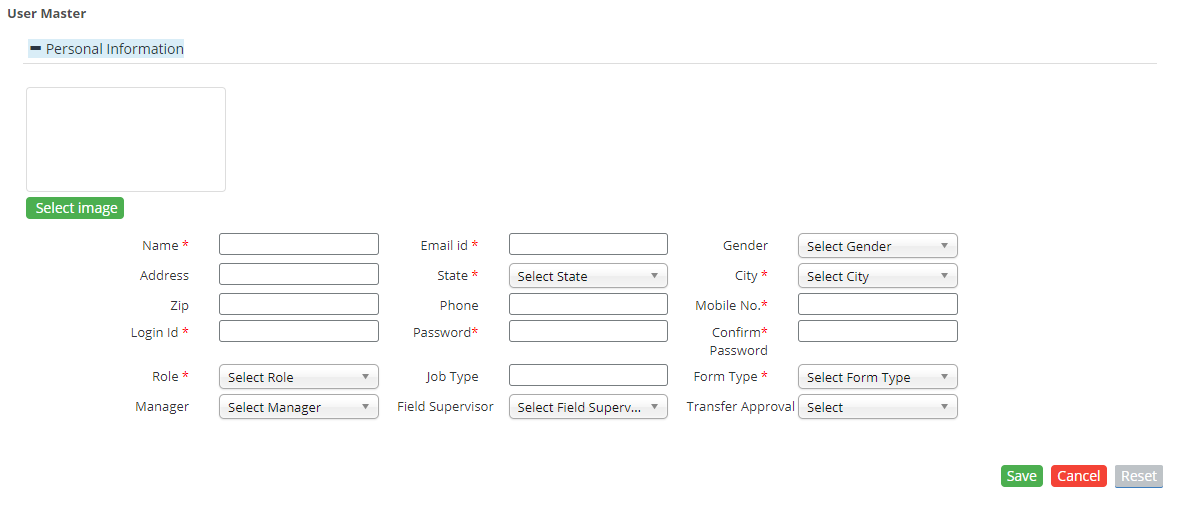 User Master
Personal Information
Select image
Name * Email id * Gender Select Gender
Address State * Select State City * Select City
Zip Phone Mobile No.*
Login Id * Password* Confirm*
Password
Role * Select Role Job Type Form Type * Select Form Type
Manager Select Manager Field Supervisor Select Field Superv... Transfer Approval Select
Save Cancel Reset